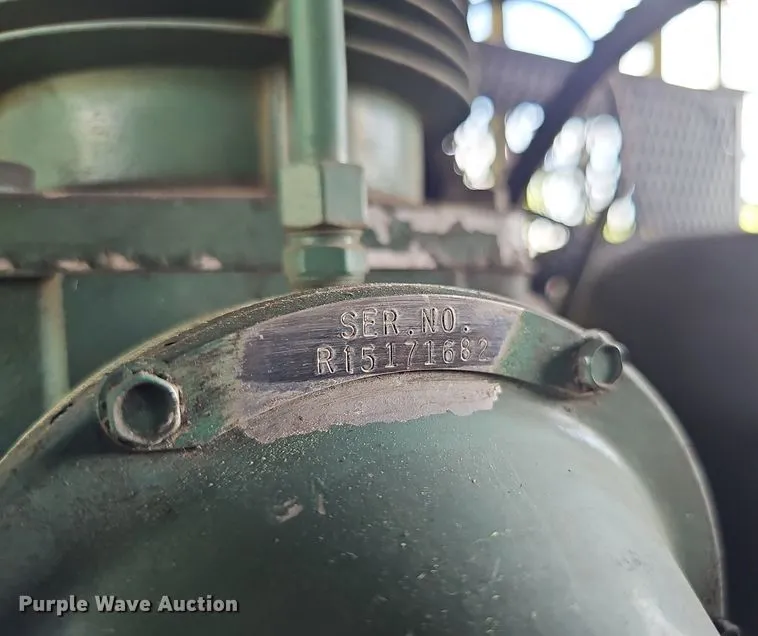 SER.NO.
R15171682
Purple Wave Auction